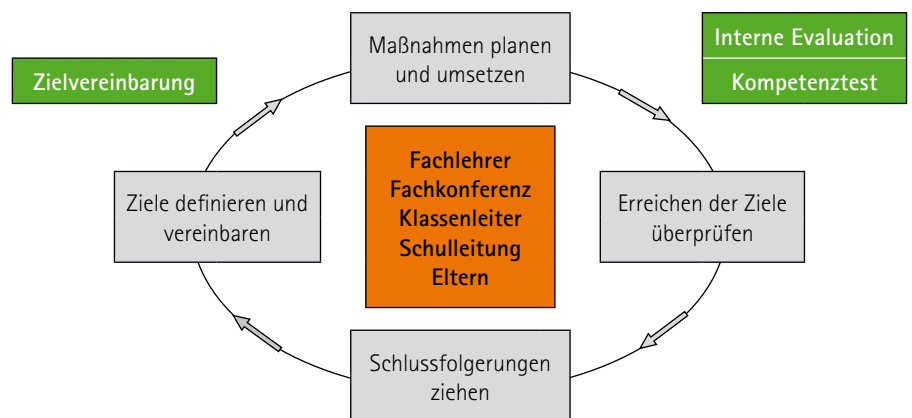 Maßnahmen planen
und umsetzen
Interne Evaluation
Kompetenztest
Zielvereinbarung
Fachlehrer
Fachkonferenz
Klassenleiter
Schulleitung
Eltern
Ziele definieren und
vereinbaren
Erreichen der Ziele
überprüfen
Schlussfolgerungen
ziehen